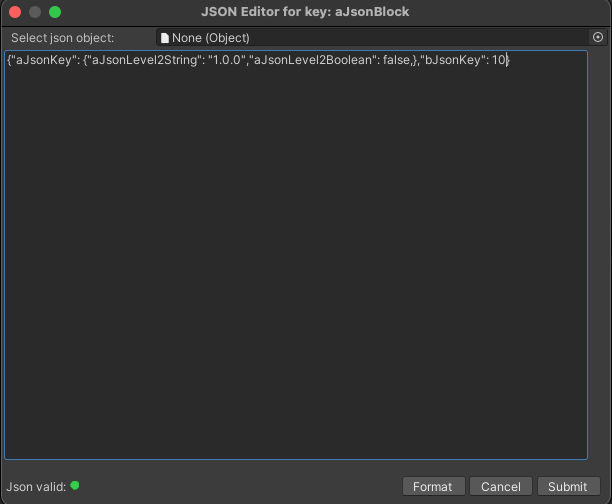 JSON Editor for key: aJsonBlock
Select json object: None (Object)
{"aJsonKey": {"aJsonLevel2String": "1.0.0","aJsonLevel2Boolean": false,},"bJsonKey": 10}
Json valid:
Format Cancel Submit